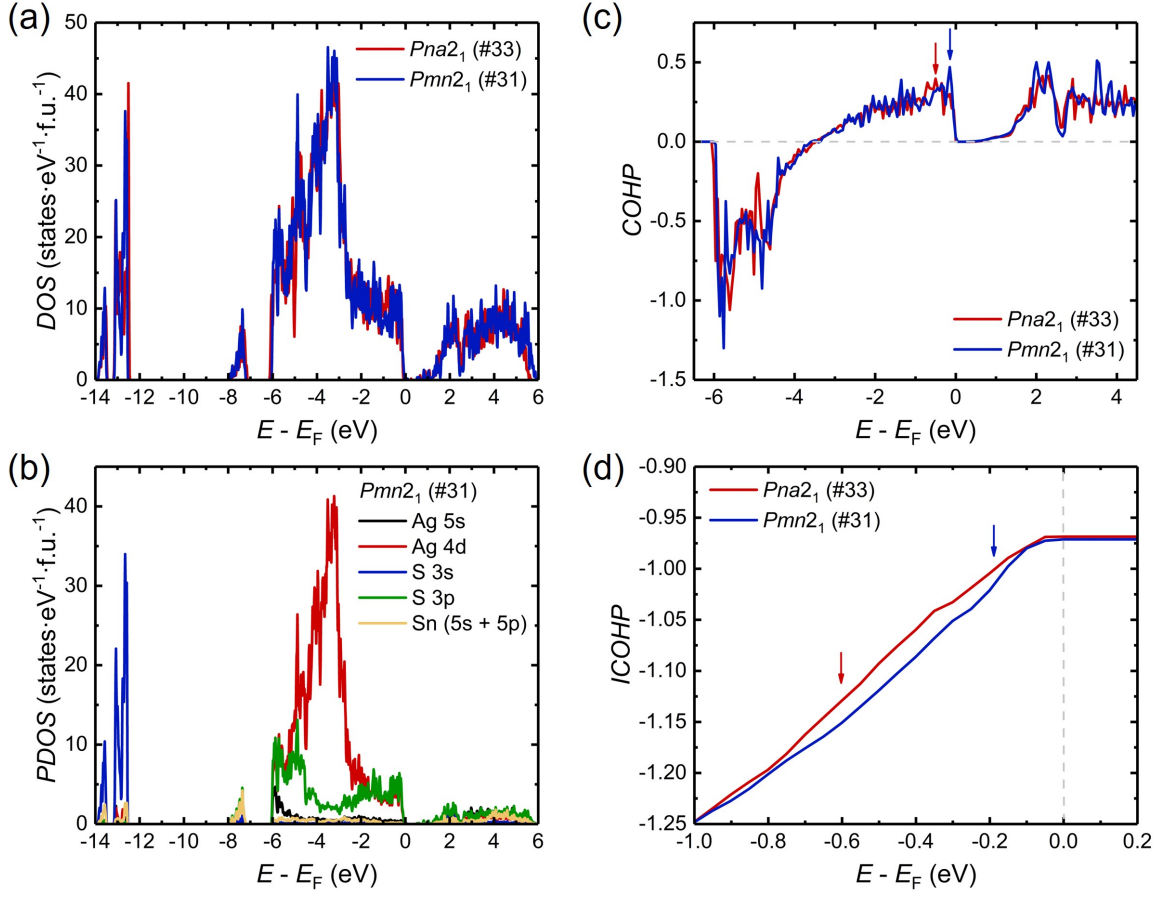 (a)
50
40
30
20
10
0
DOS (states·eV⁻¹·f.u.⁻¹)
Pna2₁ (#33)
Pmn2₁ (#31)
-14 -12 -10 -8 -6 -4 -2 0 2 4 6
E - E_F (eV)
(c)
0.5
0.0
-0.5
-1.0
-1.5
COHP
Pna2₁ (#33)
Pmn2₁ (#31)
-6 -4 -2 0 2 4
E - E_F (eV)
(b)
40
30
20
10
0
PDOS (states·eV⁻¹·f.u.⁻¹)
Pmn2₁ (#31)
Ag 5s
Ag 4d
S 3s
S 3p
Sn (5s + 5p)
-14 -12 -10 -8 -6 -4 -2 0 2 4 6
E - E_F (eV)
(d)
-0.90
-0.95
-1.00
-1.05
-1.10
-1.15
-1.20
-1.25
ICOHP
Pna2₁ (#33)
Pmn2₁ (#31)
-1.0 -0.8 -0.6 -0.4 -0.2 0.0 0.2
E - E_F (eV)